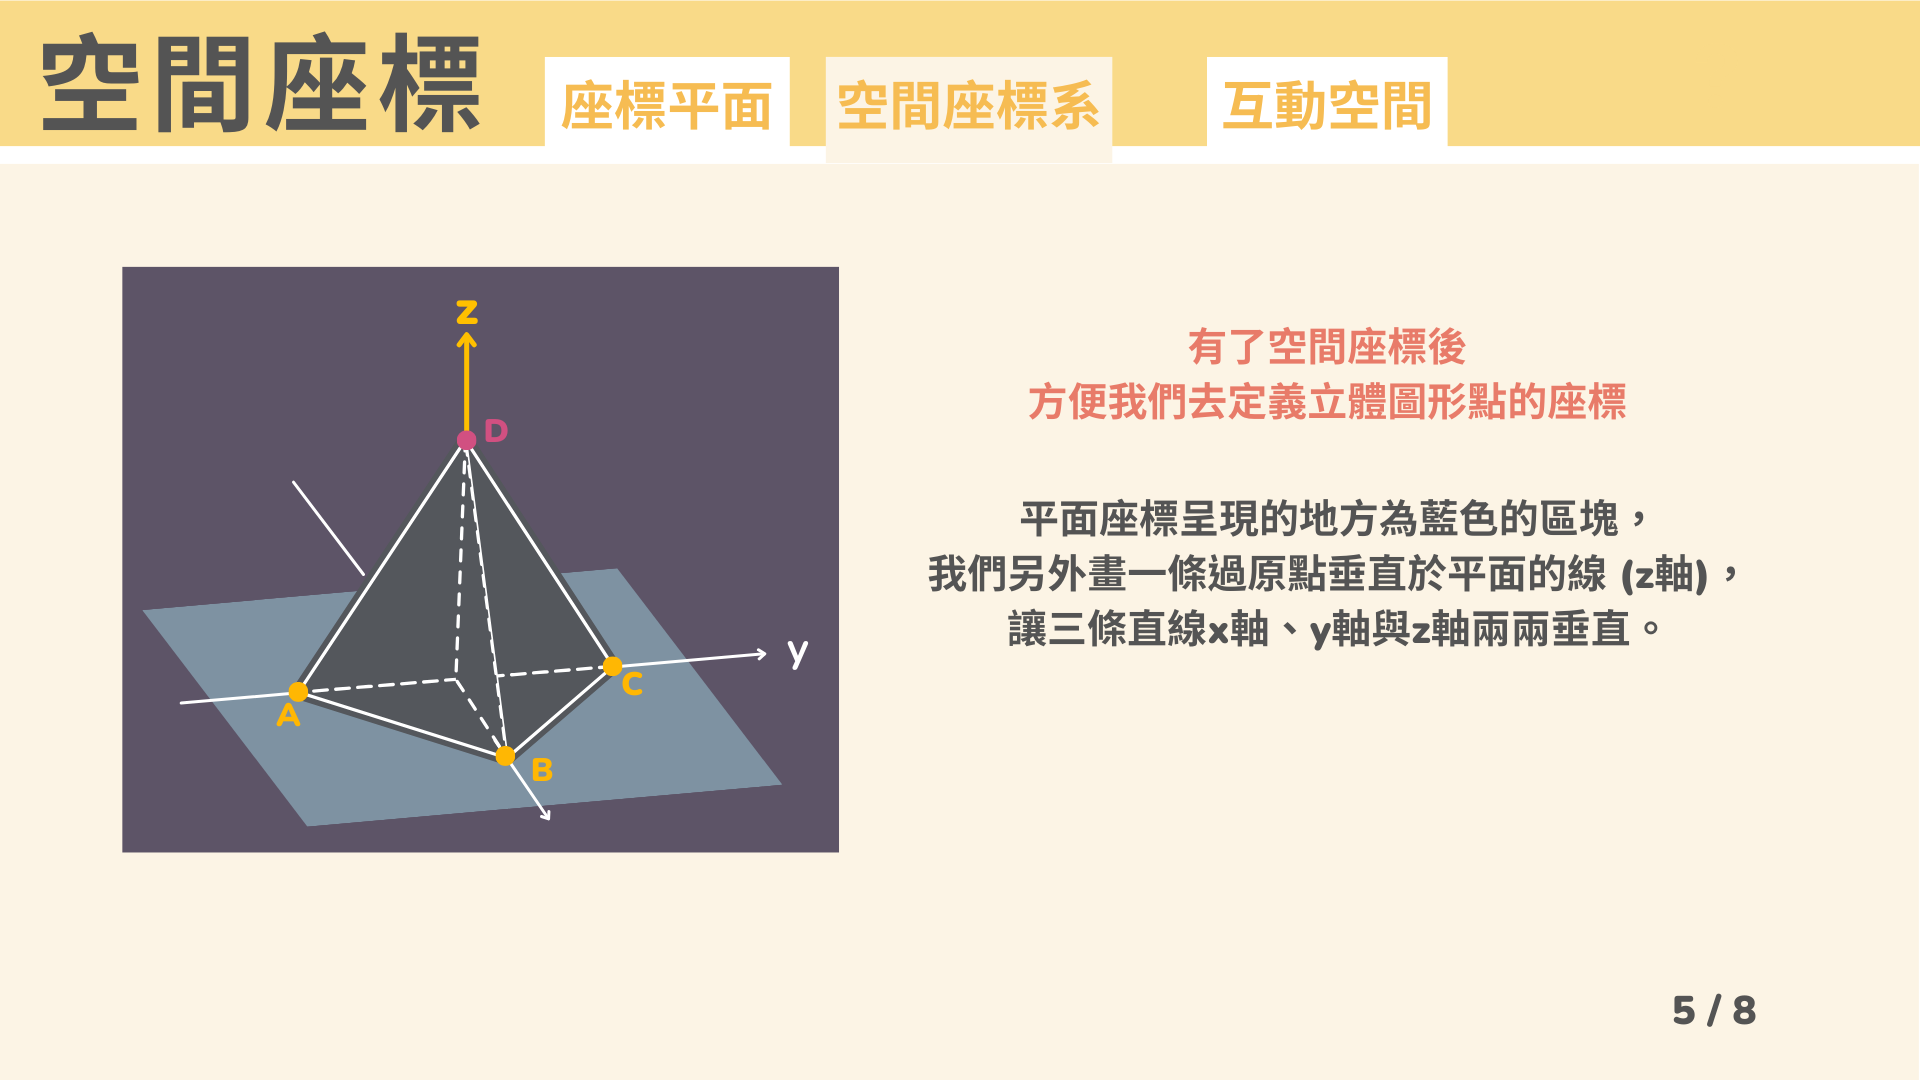 空間座標
座標平面
空間座標系
互動空間
z
D
y
C
A
B
有了空間座標後
方便我們去定義立體圖形點的座標
平面座標呈現的地方為藍色的區塊，
我們另外畫一條過原點垂直於平面的線 (z軸)，
讓三條直線x軸、y軸與z軸兩兩垂直。
5 / 8